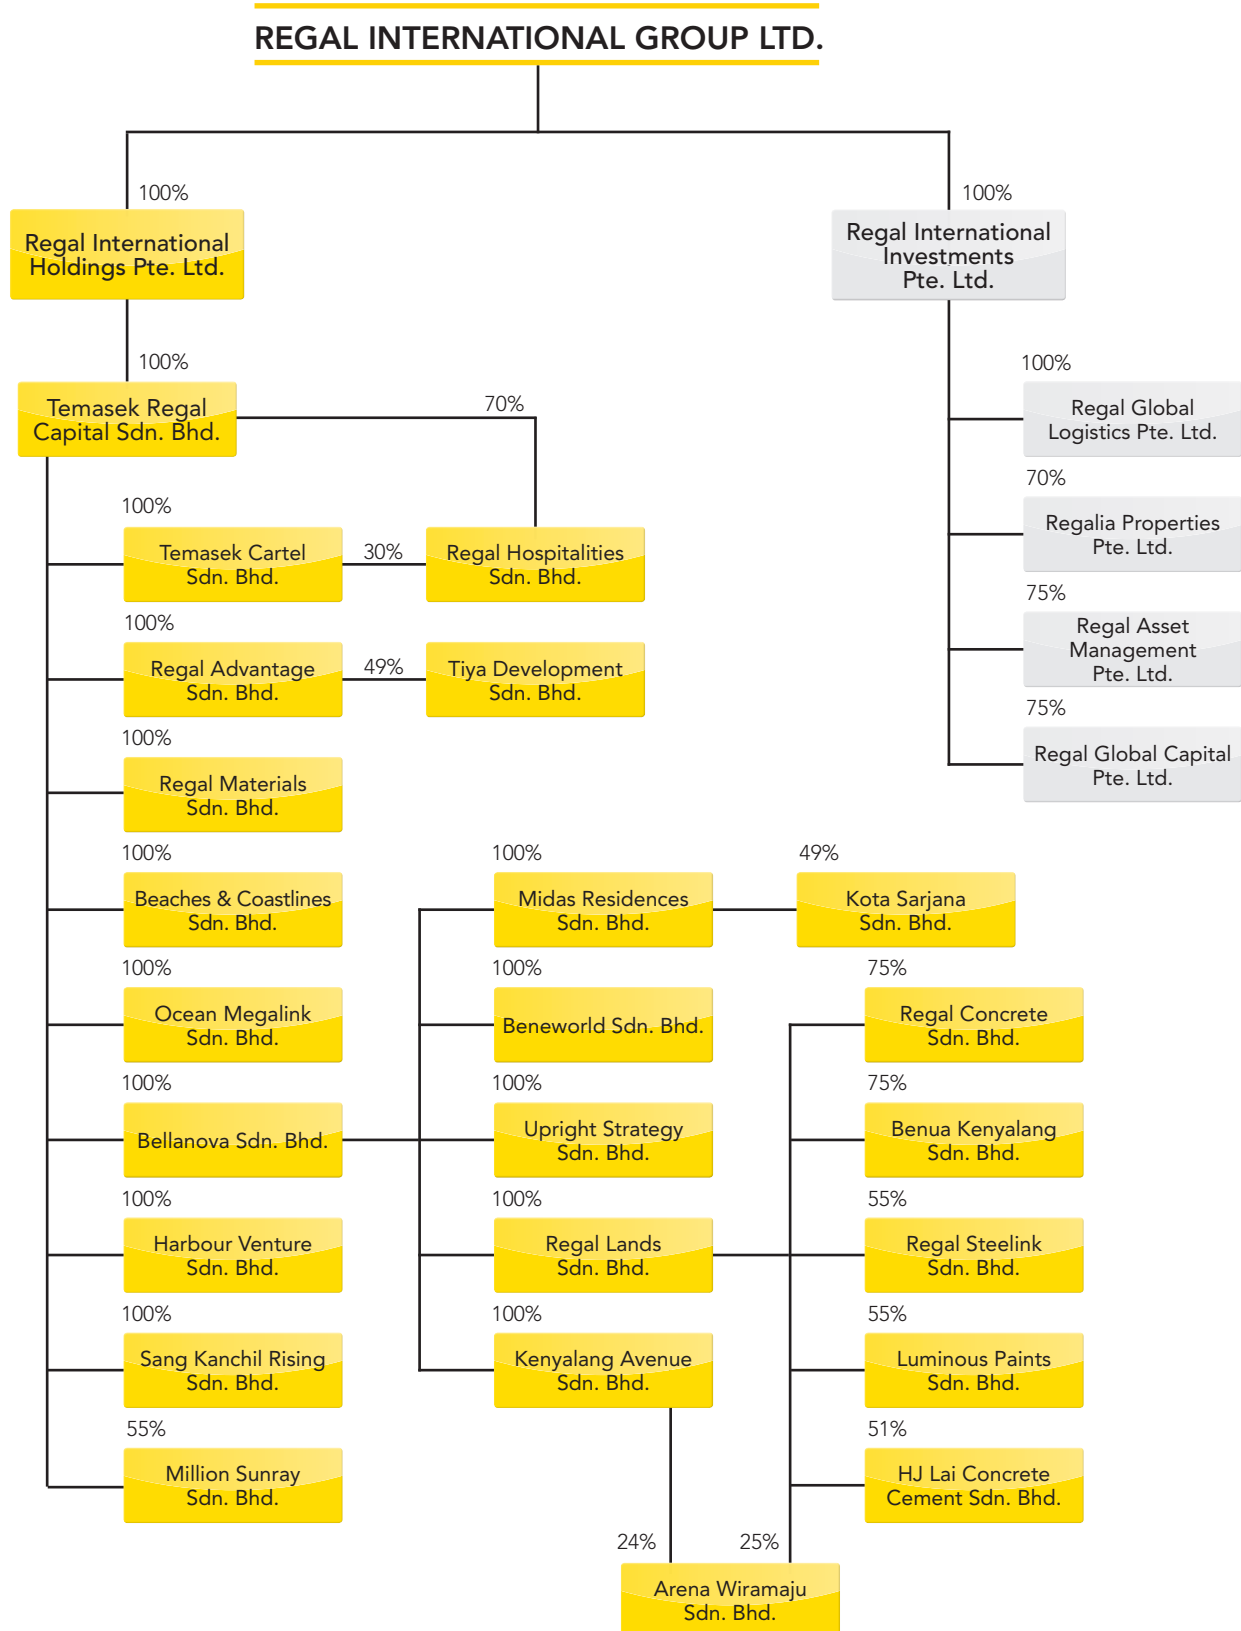 REGAL INTERNATIONAL GROUP LTD.
100%
100%
Regal International
Holdings Pte. Ltd.
Regal International
Investments
Pte. Ltd.
100%
100%
Temasek Regal
Capital Sdn. Bhd.
70%
Regal Global
Logistics Pte. Ltd.
70%
Regalia Properties
Pte. Ltd.
100%
Temasek Cartel
Sdn. Bhd.
30%
Regal Hospitalities
Sdn. Bhd.
75%
Regal Asset
Management
Pte. Ltd.
100%
Regal Advantage
Sdn. Bhd.
49%
Tiya Development
Sdn. Bhd.
75%
Regal Global Capital
Pte. Ltd.
100%
Regal Materials
Sdn. Bhd.
100%
Beaches & Coastlines
Sdn. Bhd.
100%
Midas Residences
Sdn. Bhd.
49%
Kota Sarjana
Sdn. Bhd.
100%
Ocean Megalink
Sdn. Bhd.
100%
Beneworld Sdn. Bhd.
75%
Regal Concrete
Sdn. Bhd.
100%
Bellanova Sdn. Bhd.
100%
Upright Strategy
Sdn. Bhd.
75%
Benua Kenyalang
Sdn. Bhd.
100%
Harbour Venture
Sdn. Bhd.
100%
Regal Lands
Sdn. Bhd.
55%
Regal Steelink
Sdn. Bhd.
100%
Sang Kanchil Rising
Sdn. Bhd.
100%
Kenyalang Avenue
Sdn. Bhd.
55%
Luminous Paints
Sdn. Bhd.
55%
Million Sunray
Sdn. Bhd.
51%
HJ Lai Concrete
Cement Sdn. Bhd.
24%
25%
Arena Wiramaju
Sdn. Bhd.